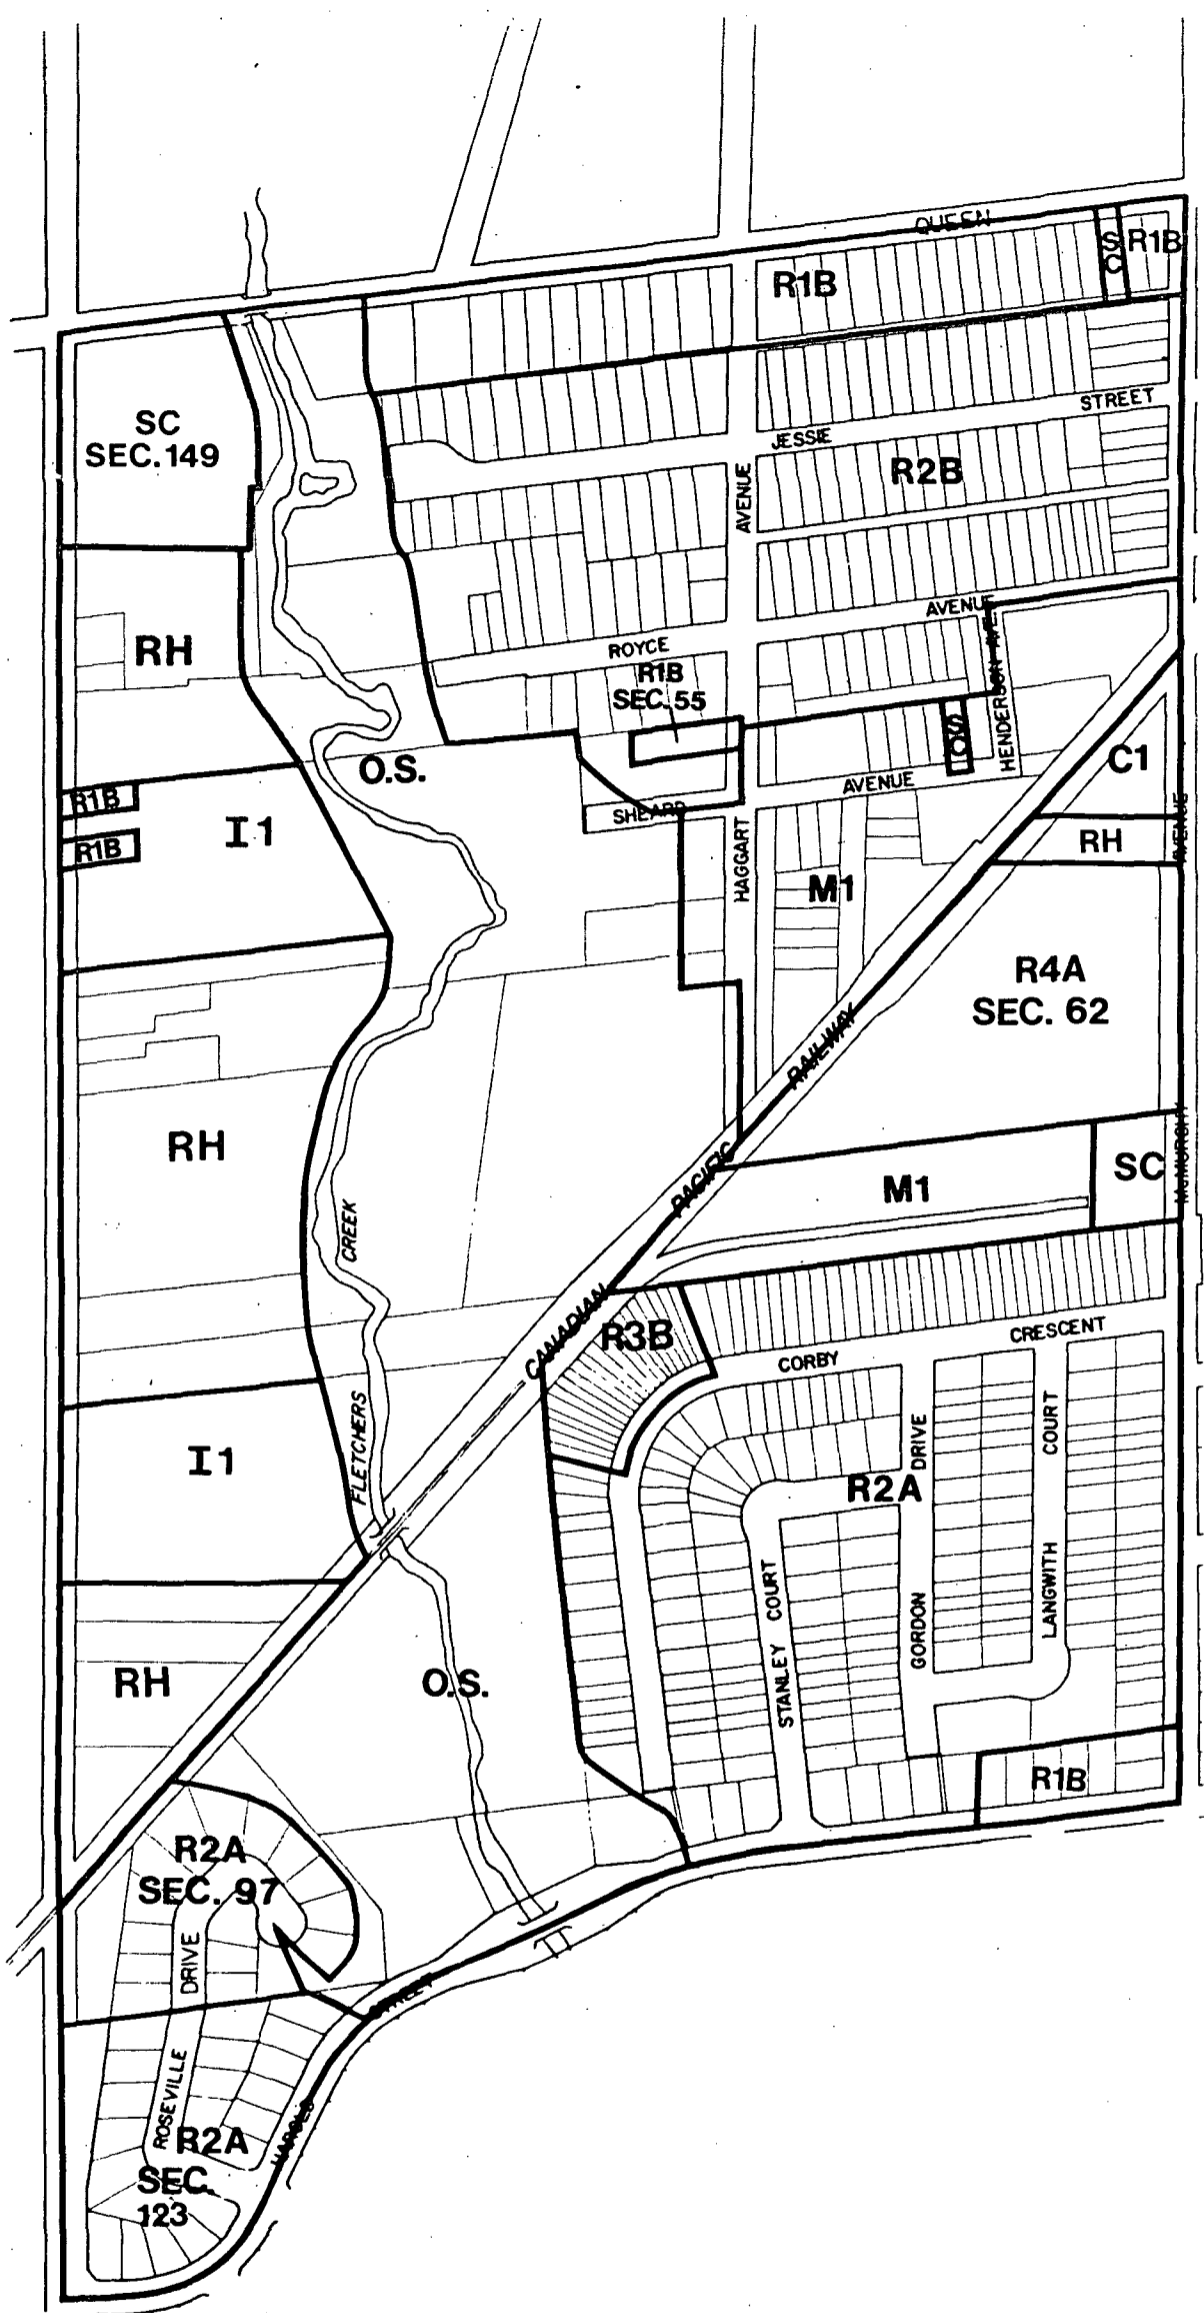 QUEEN
SC
R1B
R1B
SC
SEC. 149
STREET
JESSIE
R2B
AVENUE
AVENUE
ROYCE
RH
R1B
SEC. 55
HENDERSON AVE.
O.S.
C1
AVENUE
SHEARD
R1B
I1
R1B
HAGGART
RH
M1
AVENUE
R4A
SEC. 62
RAILWAY
PACIFIC
CANADIAN
RH
M1
SC
McMURCHY
CREEK
FLETCHERS
R3B
CRESCENT
CORBY
I1
DRIVE
GORDON
COURT
LANGWITH
R2A
COURT
STANLEY
RH
O.S.
R1B
R2A
SEC. 97
DRIVE
ROSEVILLE
STREET
HAROLD
R2A
SEC.
123